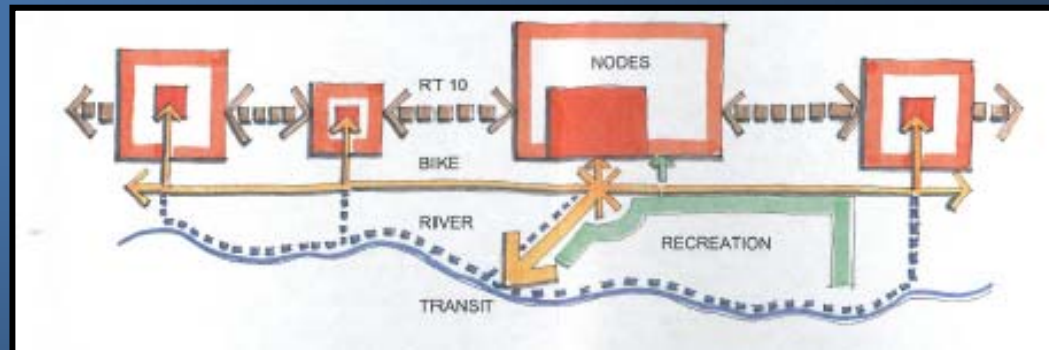 NODES
RT 10
BIKE
RIVER
RECREATION
TRANSIT